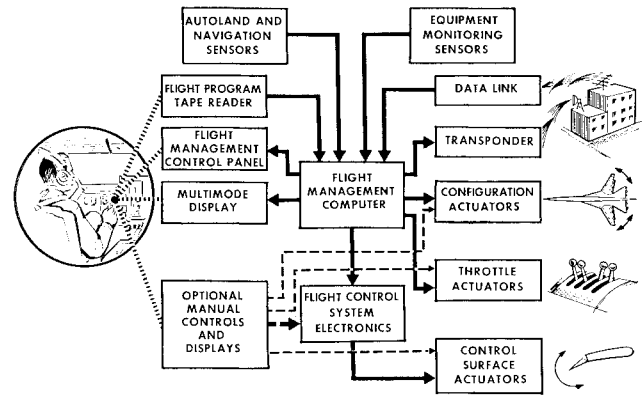 AUTOLAND AND
NAVIGATION
SENSORS
EQUIPMENT
MONITORING
SENSORS
FLIGHT PROGRAM
TAPE READER
DATA LINK
FLIGHT
MANAGEMENT
CONTROL PANEL
TRANSPONDER
FLIGHT
MANAGEMENT
COMPUTER
MULTIMODE
DISPLAY
CONFIGURATION
ACTUATORS
THROTTLE
ACTUATORS
OPTIONAL
MANUAL
CONTROLS
AND
DISPLAYS
FLIGHT CONTROL
SYSTEM
ELECTRONICS
CONTROL
SURFACE
ACTUATORS